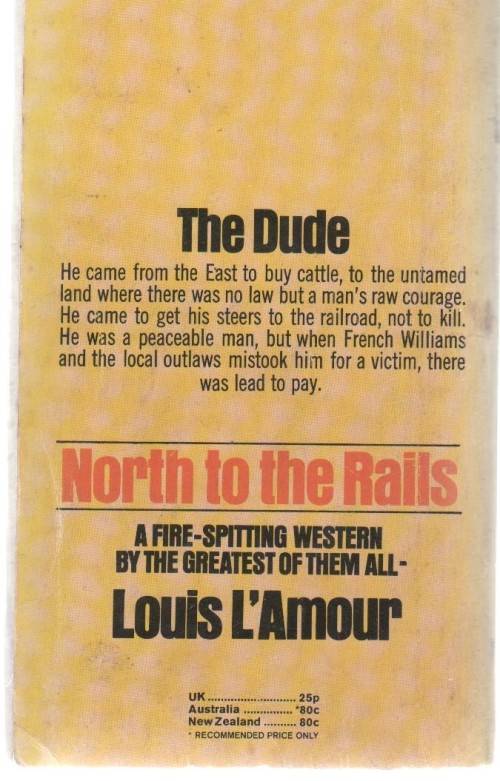 The Dude
He came from the East to buy cattle, to the untamed
land where there was no law but a man's raw courage.
He came to get his steers to the railroad, not to kill.
He was a peaceable man, but when French Williams
and the local outlaws mistook him for a victim, there
was lead to pay.
North to the Rails
A FIRE-SPITTING WESTERN
BY THE GREATEST OF THEM ALL-
Louis L'Amour
UK ........................... 25p
Australia ............... *80c
New Zealand .......... 80c
* RECOMMENDED PRICE ONLY